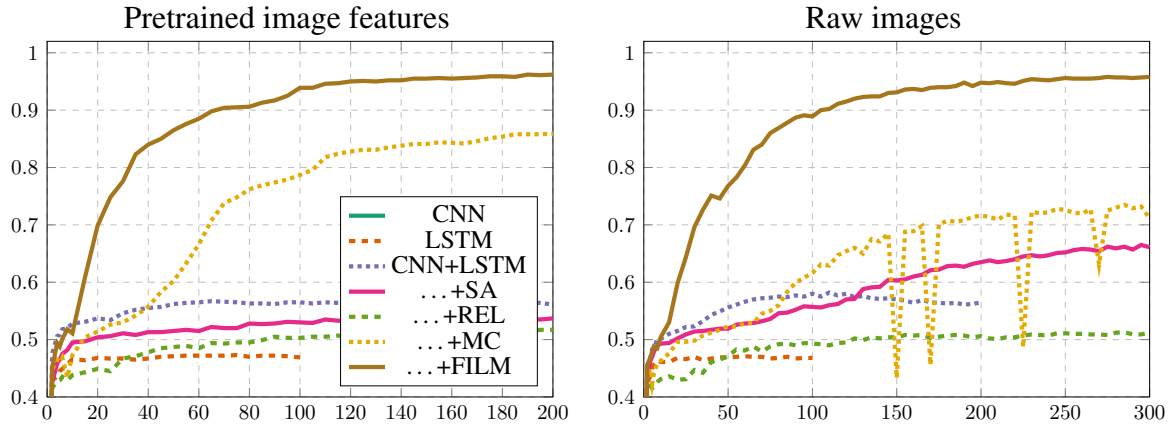 Pretrained image features
1
0.9
0.8
0.7
0.6
0.5
0.4
0 20 40 60 80 100 120 140 160 180 200
CNN
LSTM
CNN+LSTM
...+SA
...+REL
...+MC
...+FILM
Raw images
1
0.9
0.8
0.7
0.6
0.5
0.4
0 50 100 150 200 250 300